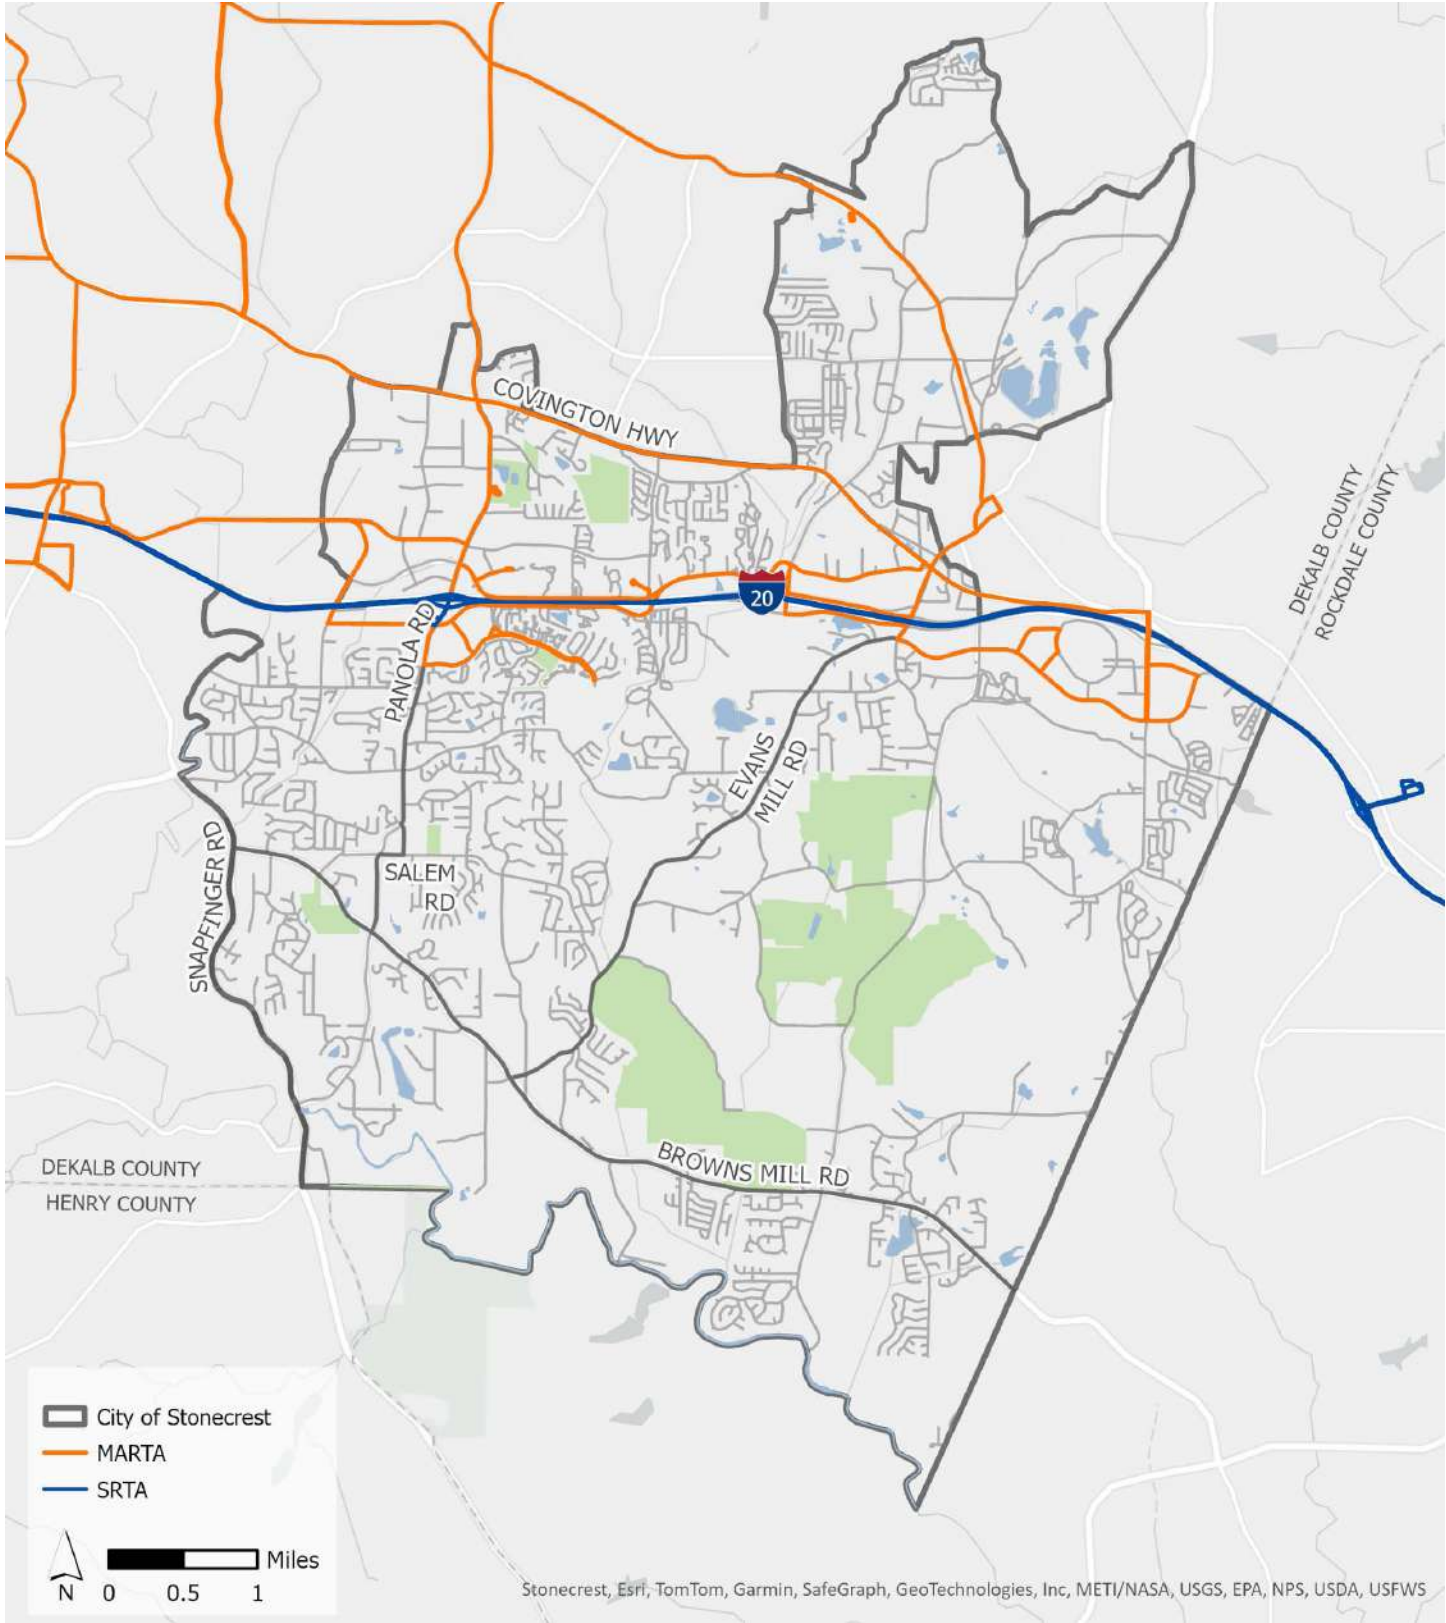 COVINGTON HWY
20
DEKALB COUNTY
ROCKDALE COUNTY
PANOLA RD
EVANS
MILL RD
SNAPFINGER RD
SALEM
RD
BROWNS MILL RD
DEKALB COUNTY
HENRY COUNTY
City of Stonecrest
MARTA
SRTA
Miles
N 0 0.5 1
Stonecrest, Esri, TomTom, Garmin, SafeGraph, GeoTechnologies, Inc, METI/NASA, USGS, EPA, NPS, USDA, USFWS